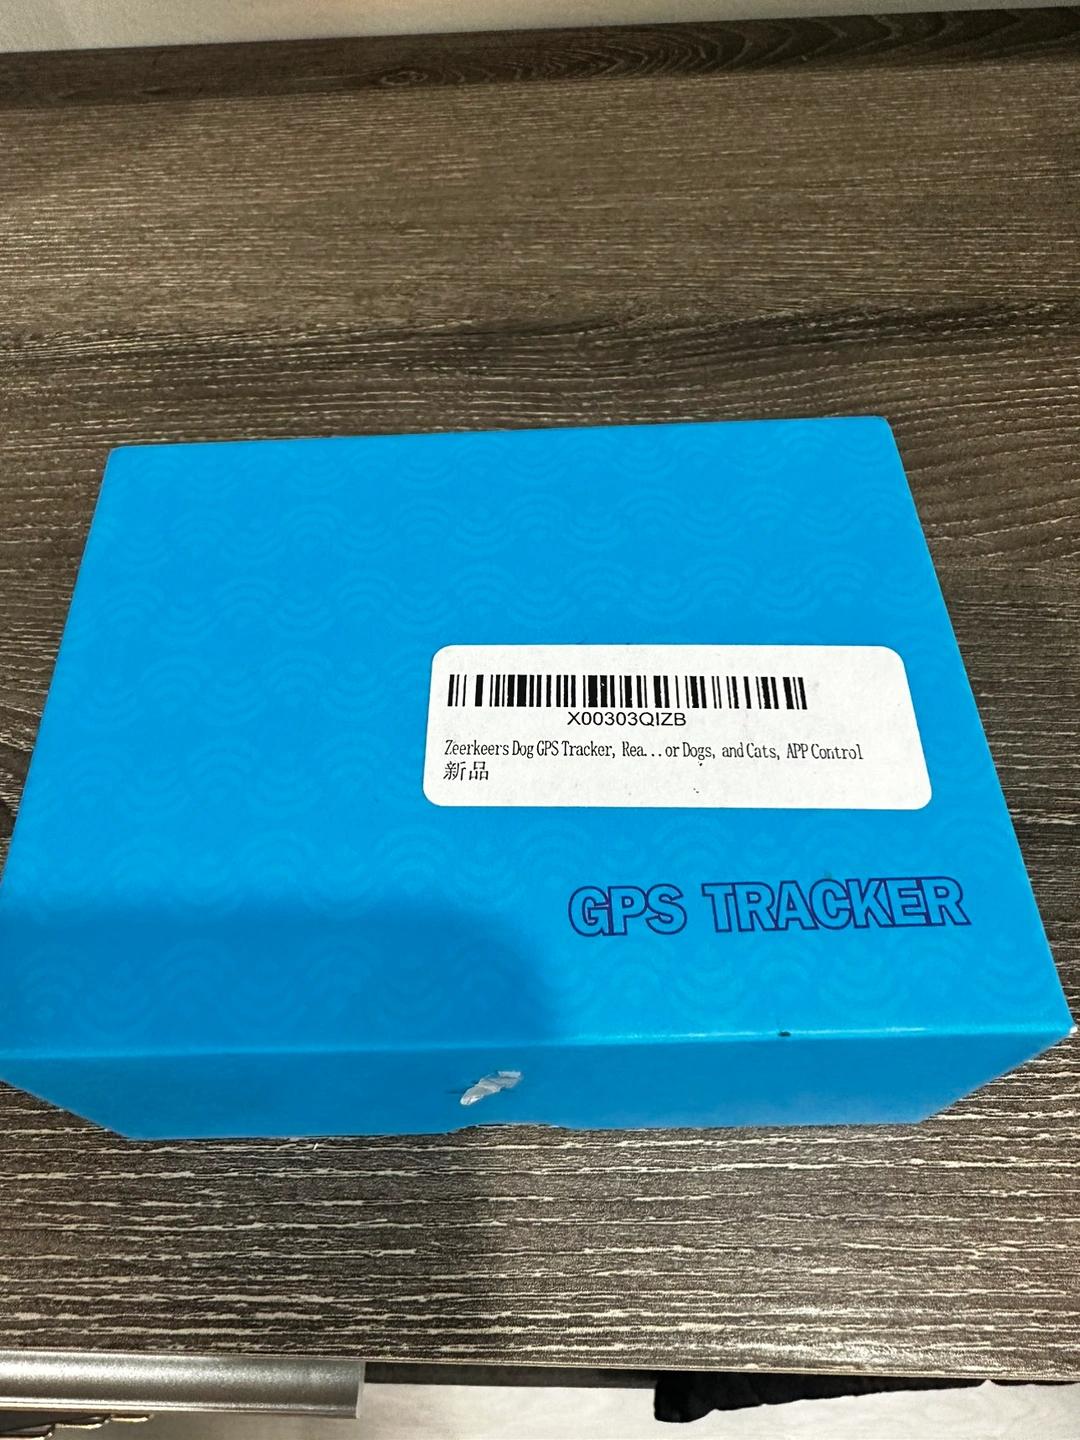 X00303QIZB
Zeerkeers Dog GPS Tracker, Rea...or Dogs, and Cats, APP Control
新品
GPS TRACKER